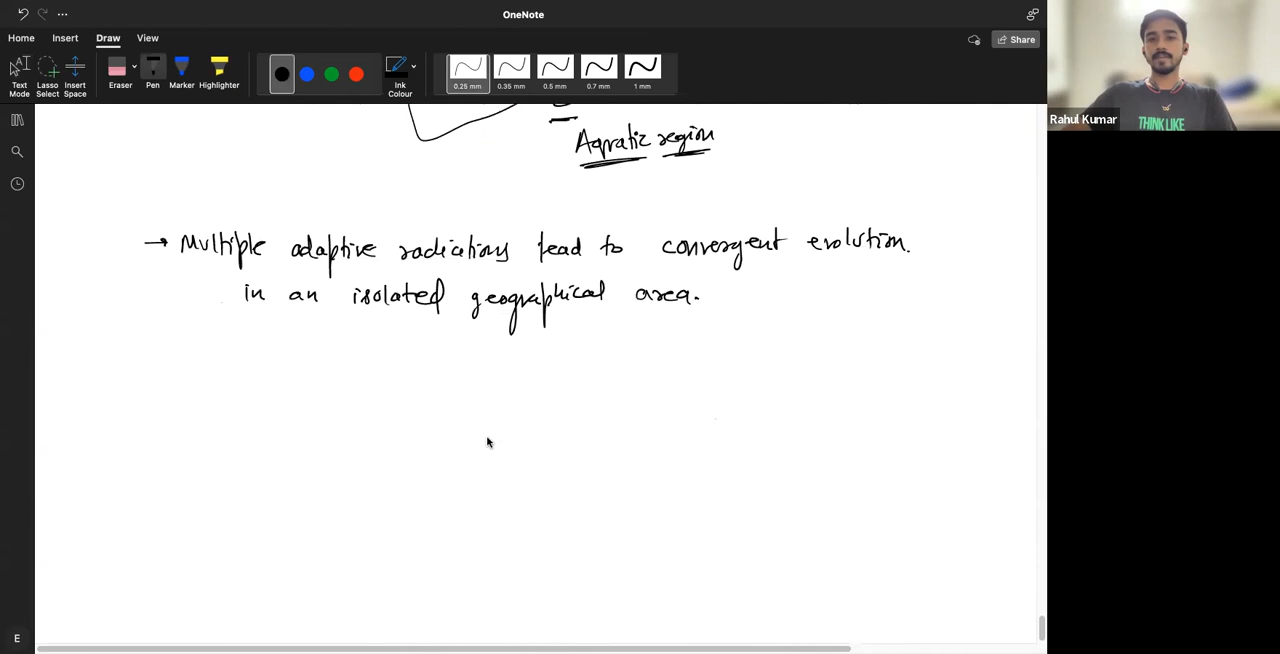 OneNote
Home Insert Draw View
Share
Text Mode
Lasso Select
Insert Space
Eraser
Pen
Marker
Highlighter
Ink Colour
0.25 mm
0.35 mm
0.5 mm
0.7 mm
1 mm
Rahul Kumar
THINK LIKE
Aquatic region
→ Multiple adaptive radiations lead to convergent evolution.
in an isolated geographical area.
E